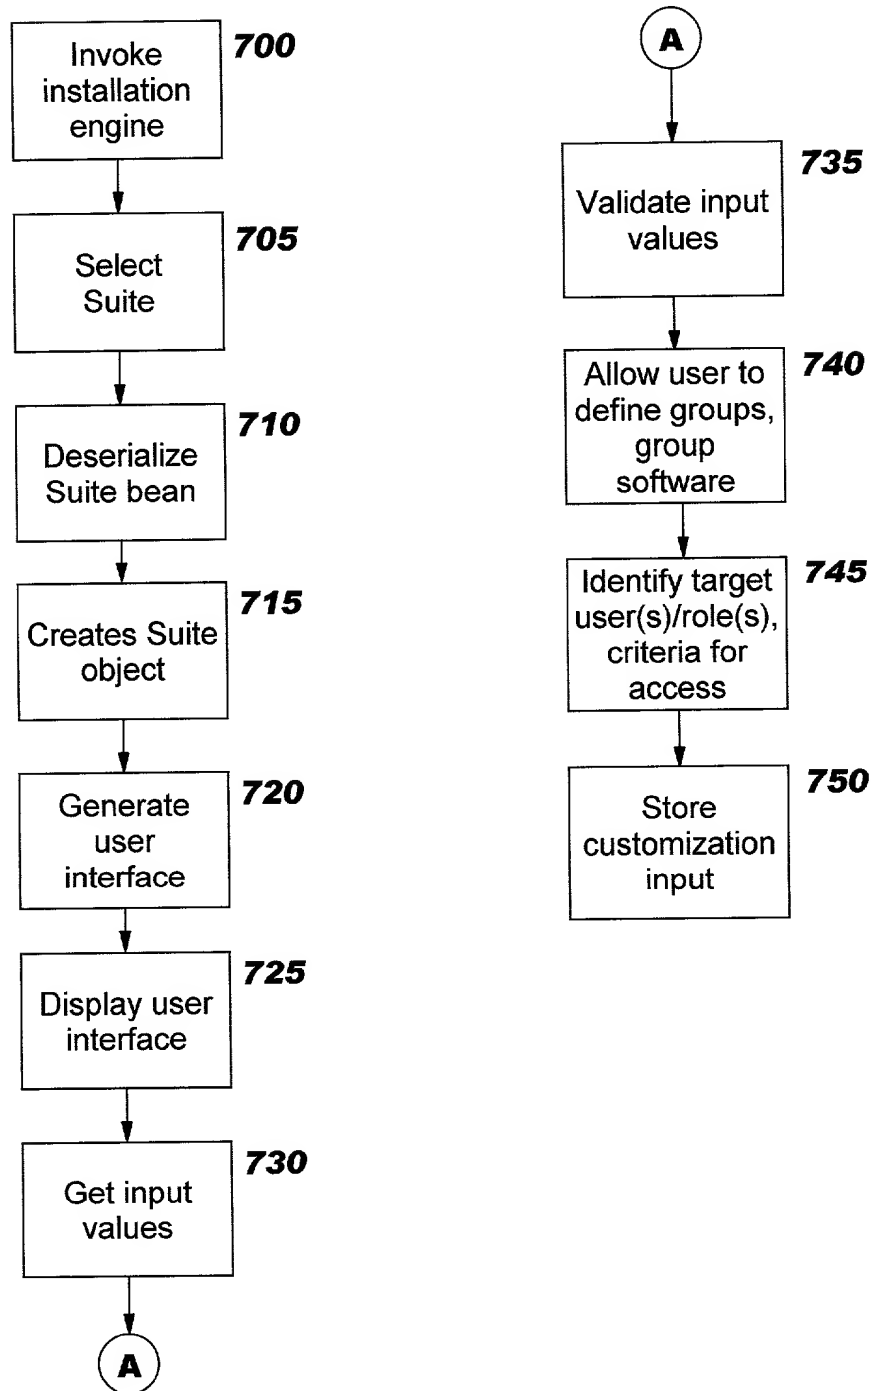 700
Invoke
installation
engine
705
Select
Suite
710
Deserialize
Suite bean
715
Creates Suite
object
720
Generate
user
interface
725
Display user
interface
730
Get input
values
A
A
735
Validate input
values
740
Allow user to
define groups,
group
software
745
Identify target
user(s)/role(s),
criteria for
access
750
Store
customization
input